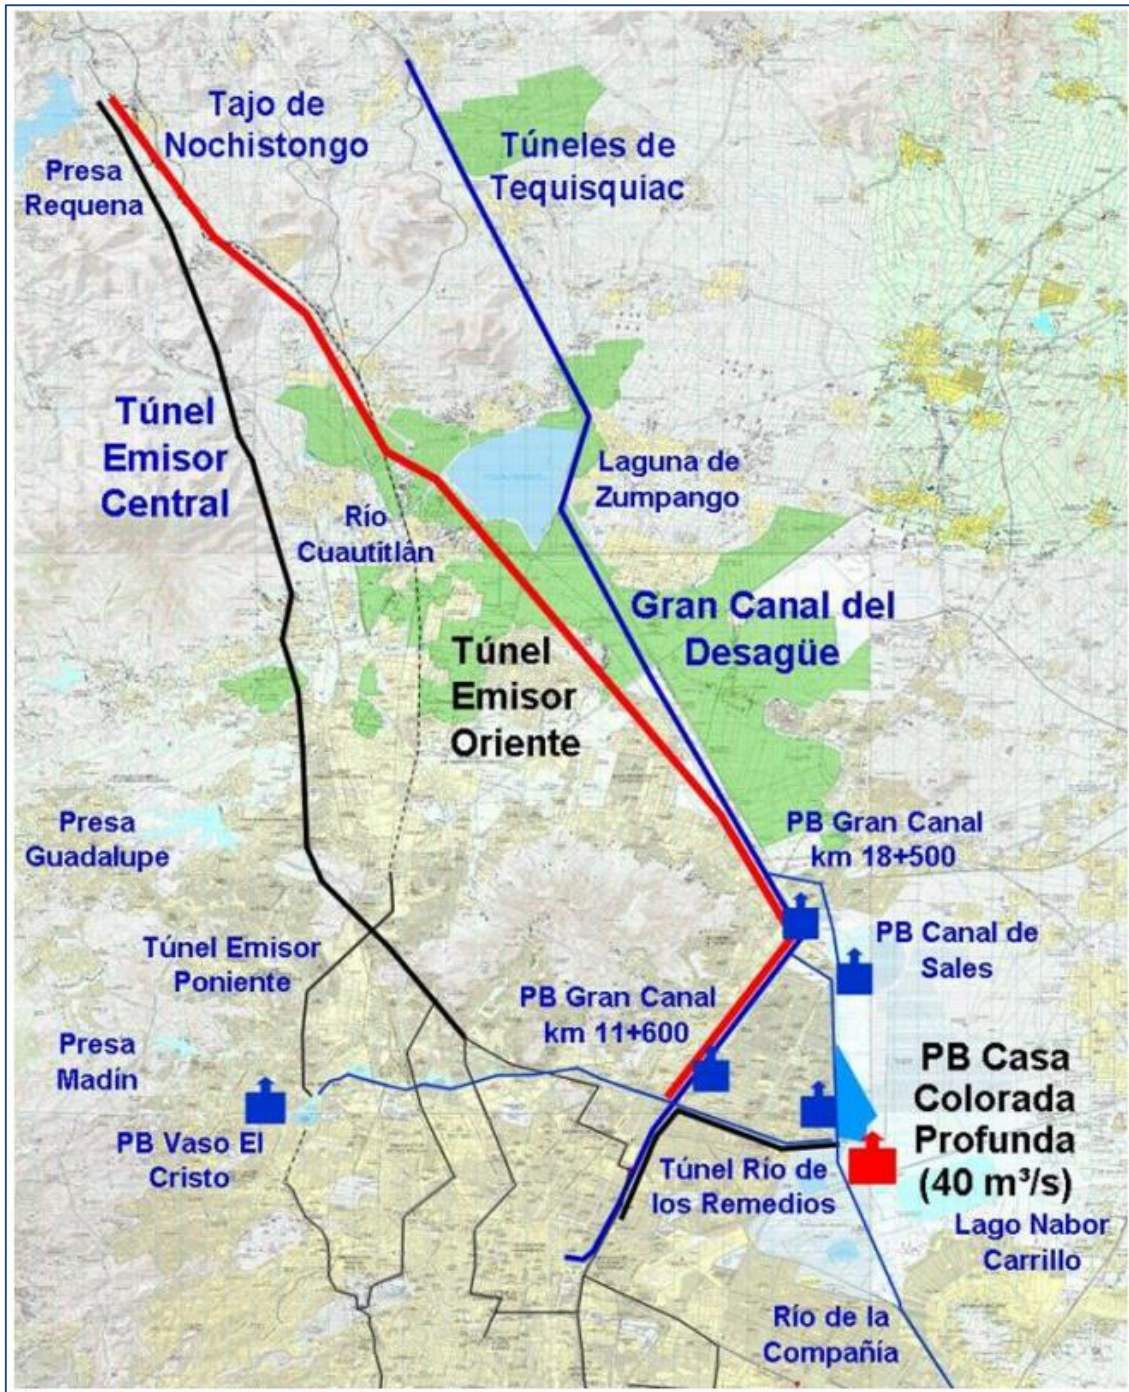 Tajo de
Nochistongo
Túneles de
Tequisquiac
Presa
Requena
Túnel
Emisor
Central
Laguna de
Zumpango
Río
Cuautitlán
Gran Canal del
Desagüe
Túnel
Emisor
Oriente
Presa
Guadalupe
PB Gran Canal
km 18+500
Túnel Emisor
Poniente
PB Canal de
Sales
PB Gran Canal
km 11+600
Presa
Madín
PB Casa
Colorada
Profunda
(40 m³/s)
PB Vaso El
Cristo
Túnel Río de
los Remedios
Lago Nabor
Carrillo
Río de la
Compañía